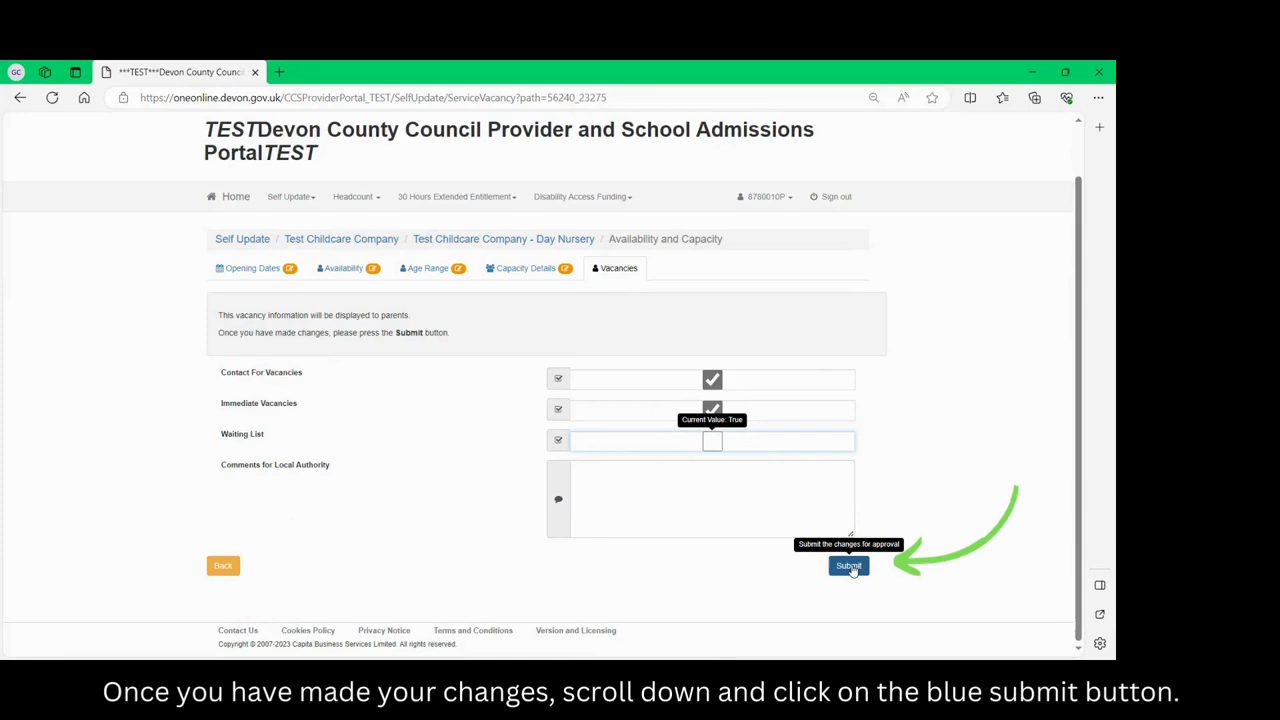 GC
***TEST***Devon County Counci
https://oneonline.devon.gov.uk/CCSProviderPortal_TEST/SelfUpdate/ServiceVacancy?path=56240_23275
TESTDevon County Council Provider and School Admissions
PortalTEST
Home Self Update Headcount 30 Hours Extended Entitlement Disability Access Funding 8780010P Sign out
Self Update / Test Childcare Company / Test Childcare Company - Day Nursery / Availability and Capacity
Opening Dates Availability Age Range Capacity Details Vacancies
This vacancy information will be displayed to parents.
Once you have made changes, please press the Submit button.
Contact For Vacancies
Immediate Vacancies
Current Value: True
Waiting List
Comments for Local Authority
Submit the changes for approval
Back Submit
Contact Us Cookies Policy Privacy Notice Terms and Conditions Version and Licensing
Copyright © 2007-2023 Capita Business Services Limited. All rights reserved.
Once you have made your changes, scroll down and click on the blue submit button.